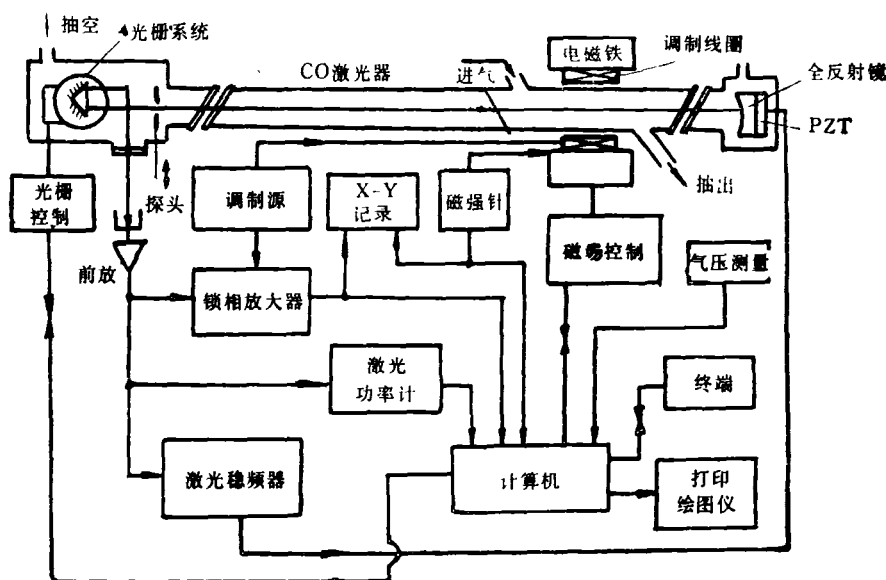 抽空
光栅系统
CO激光器
进气
电磁铁
调制线圈
全反射镜
PZT
光栅
控制
探头
调制源
X-Y
记录
磁强针
抽出
磁场控制
气压测量
前放
锁相放大器
激光
功率计
终端
激光稳频器
计算机
打印
绘图仪